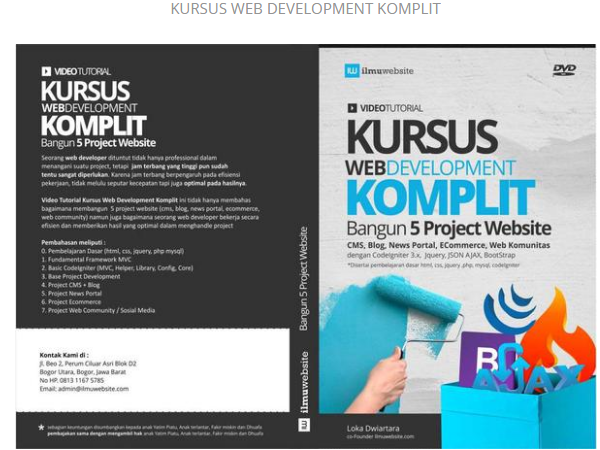 KURSUS WEB DEVELOPMENT KOMPLIT
VIDEOTUTORIAL
KURSUS
WEBDEVELOPMENT
KOMPLIT
Bangun 5 Project Website
Seorang web developer dituntut tidak hanya professional dalam
menangani suatu project, tetapi jam terbang yang tinggi pun sudah
tentu sangat diperlukan. Karena jam terbang berpengaruh pada efisiensi
pekerjaan, tidak melulu seputar kecepatan tapi juga optimal pada hasilnya.
Video Tutorial Kursus Web Development Komplit ini tidak hanya membahas
bagaimana membangun 5 project website (cms, blog, news portal, ecommerce,
web community) namun juga bagaimana seorang web developer bekerja secara
efisien dan memberikan hasil yang optimal dalam menghandle project
Pembahasan meliputi :
0. Pembelajaran Dasar (html, css, jquery, php mysql)
1. Fundamental Framework MVC
2. Basic CodeIgniter (MVC, Helper, Library, Config, Core)
3. Base Project Development
4. Project CMS + Blog
5. Project News Portal
6. Project Ecommerce
7. Project Web Community / Sosial Media
Kontak Kami di :
Jl. Beo 2, Perum Ciluar Asri Blok D2
Bogor Utara, Bogor, Jawa Barat
No HP. 0813 1167 5785
Email: admin@ilmuwebsite.com
* sebagian keuntungan disumbangkan kepada anak Yatim Piatu, Anak terlantar, Fakir miskin dan Dhuafa
pembajakan sama dengan mengambil hak anak Yatim Piatu, Anak terlantar, Fakir miskin dan Dhuafa
Bangun 5 Project Website
ilmuwebsite
iw
iw ilmuwebsite
DVD
VIDEOTUTORIAL
KURSUS
WEBDEVELOPMENT
KOMPLIT
Bangun 5 Project Website
CMS, Blog, News Portal, ECommerce, Web Komunitas
dengan CodeIgniter 3.x, Jquery, JSON AJAX, BootStrap
*Disertai pembelajaran dasar html, css, jquery, php, mysql, codeigniter
B
AJAX
Loka Dwiartara
co-Founder ilmuwebsite.com